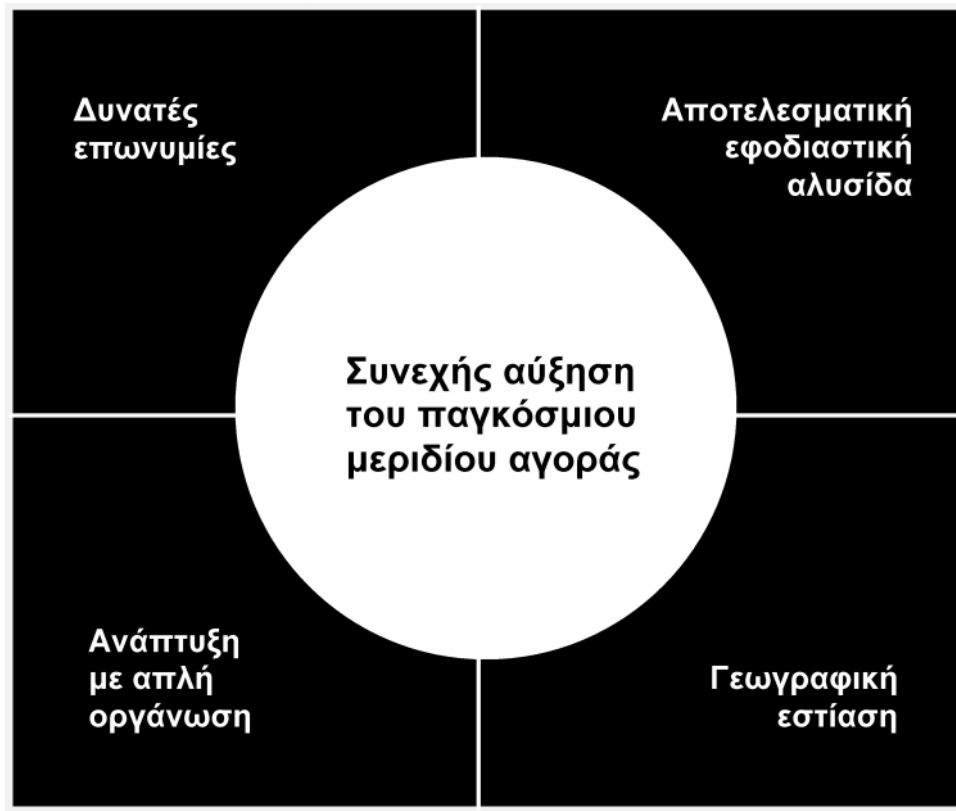 Δυνατές
επωνυμίες
Αποτελεσματική
εφοδιαστική
αλυσίδα
Συνεχής αύξηση
του παγκόσμιου
μεριδίου αγοράς
Ανάπτυξη
με απλή
οργάνωση
Γεωγραφική
εστίαση